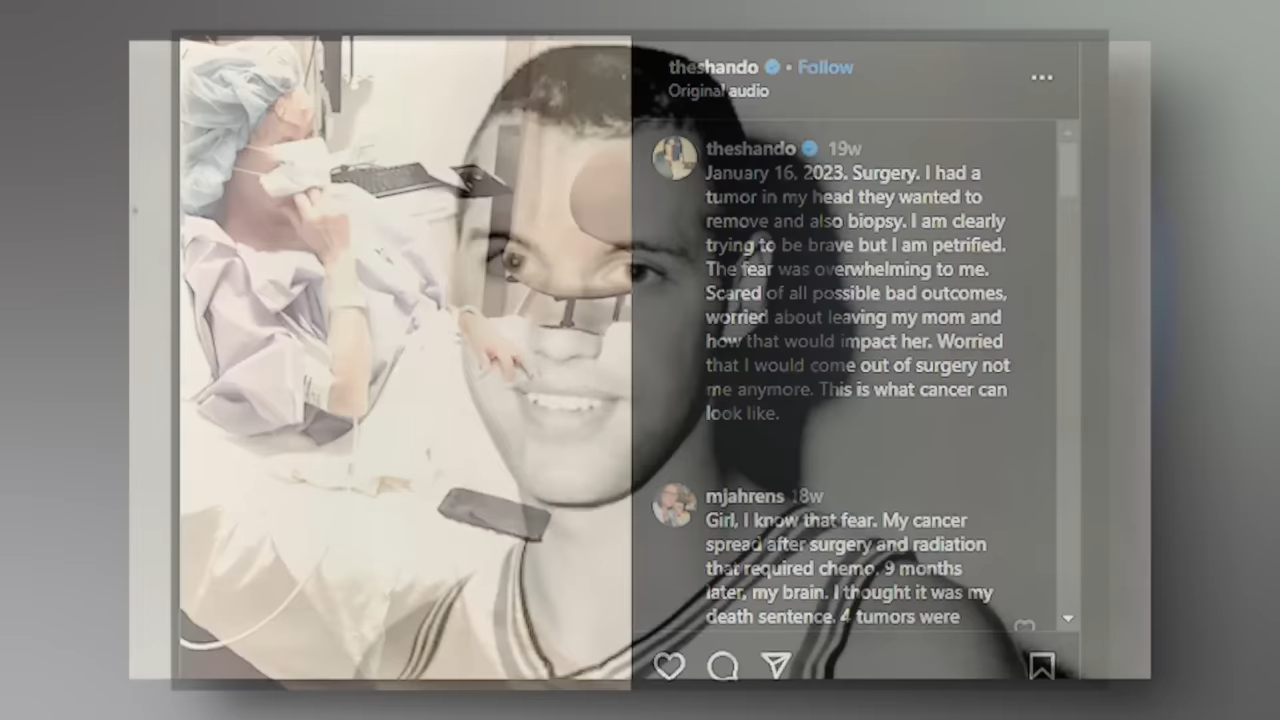 theshando • Follow
Original audio
theshando 19w
January 16, 2023. Surgery. I had a
tumor in my head they wanted to
remove and also biopsy. I am clearly
trying to be brave but I am petrified.
The fear was overwhelming to me.
Scared of all possible bad outcomes,
worried about leaving my mom and
how that would impact her. Worried
that I would come out of surgery not
me anymore. This is what cancer can
look like.
mjahrens 18w
Girl, I know that fear. My cancer
spread after surgery and radiation
that required chemo. 9 months
later, my brain. I thought it was my
death sentence. 4 tumors were